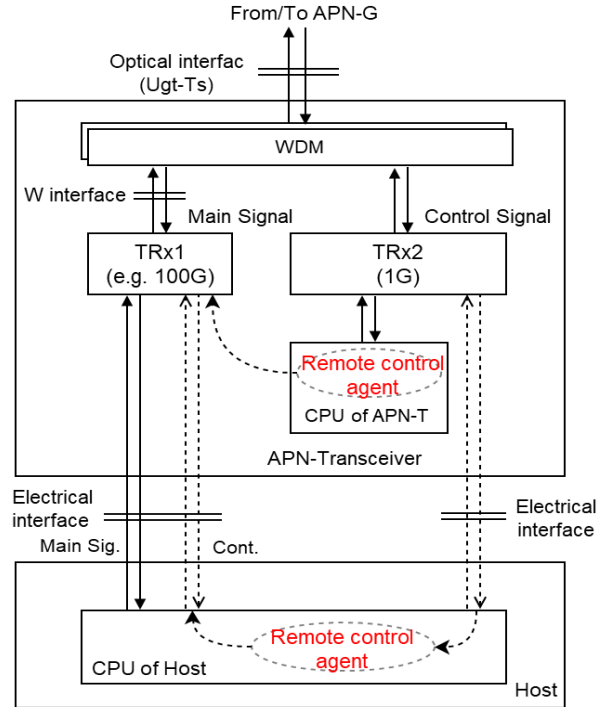 From/To APN-G
Optical interfac
(Ugt-Ts)
WDM
W interface
Main Signal
Control Signal
TRx1
(e.g. 100G)
TRx2
(1G)
Remote control
agent
CPU of APN-T
APN-Transceiver
Electrical
interface
Electrical
interface
Main Sig.
Cont.
Remote control
agent
CPU of Host
Host